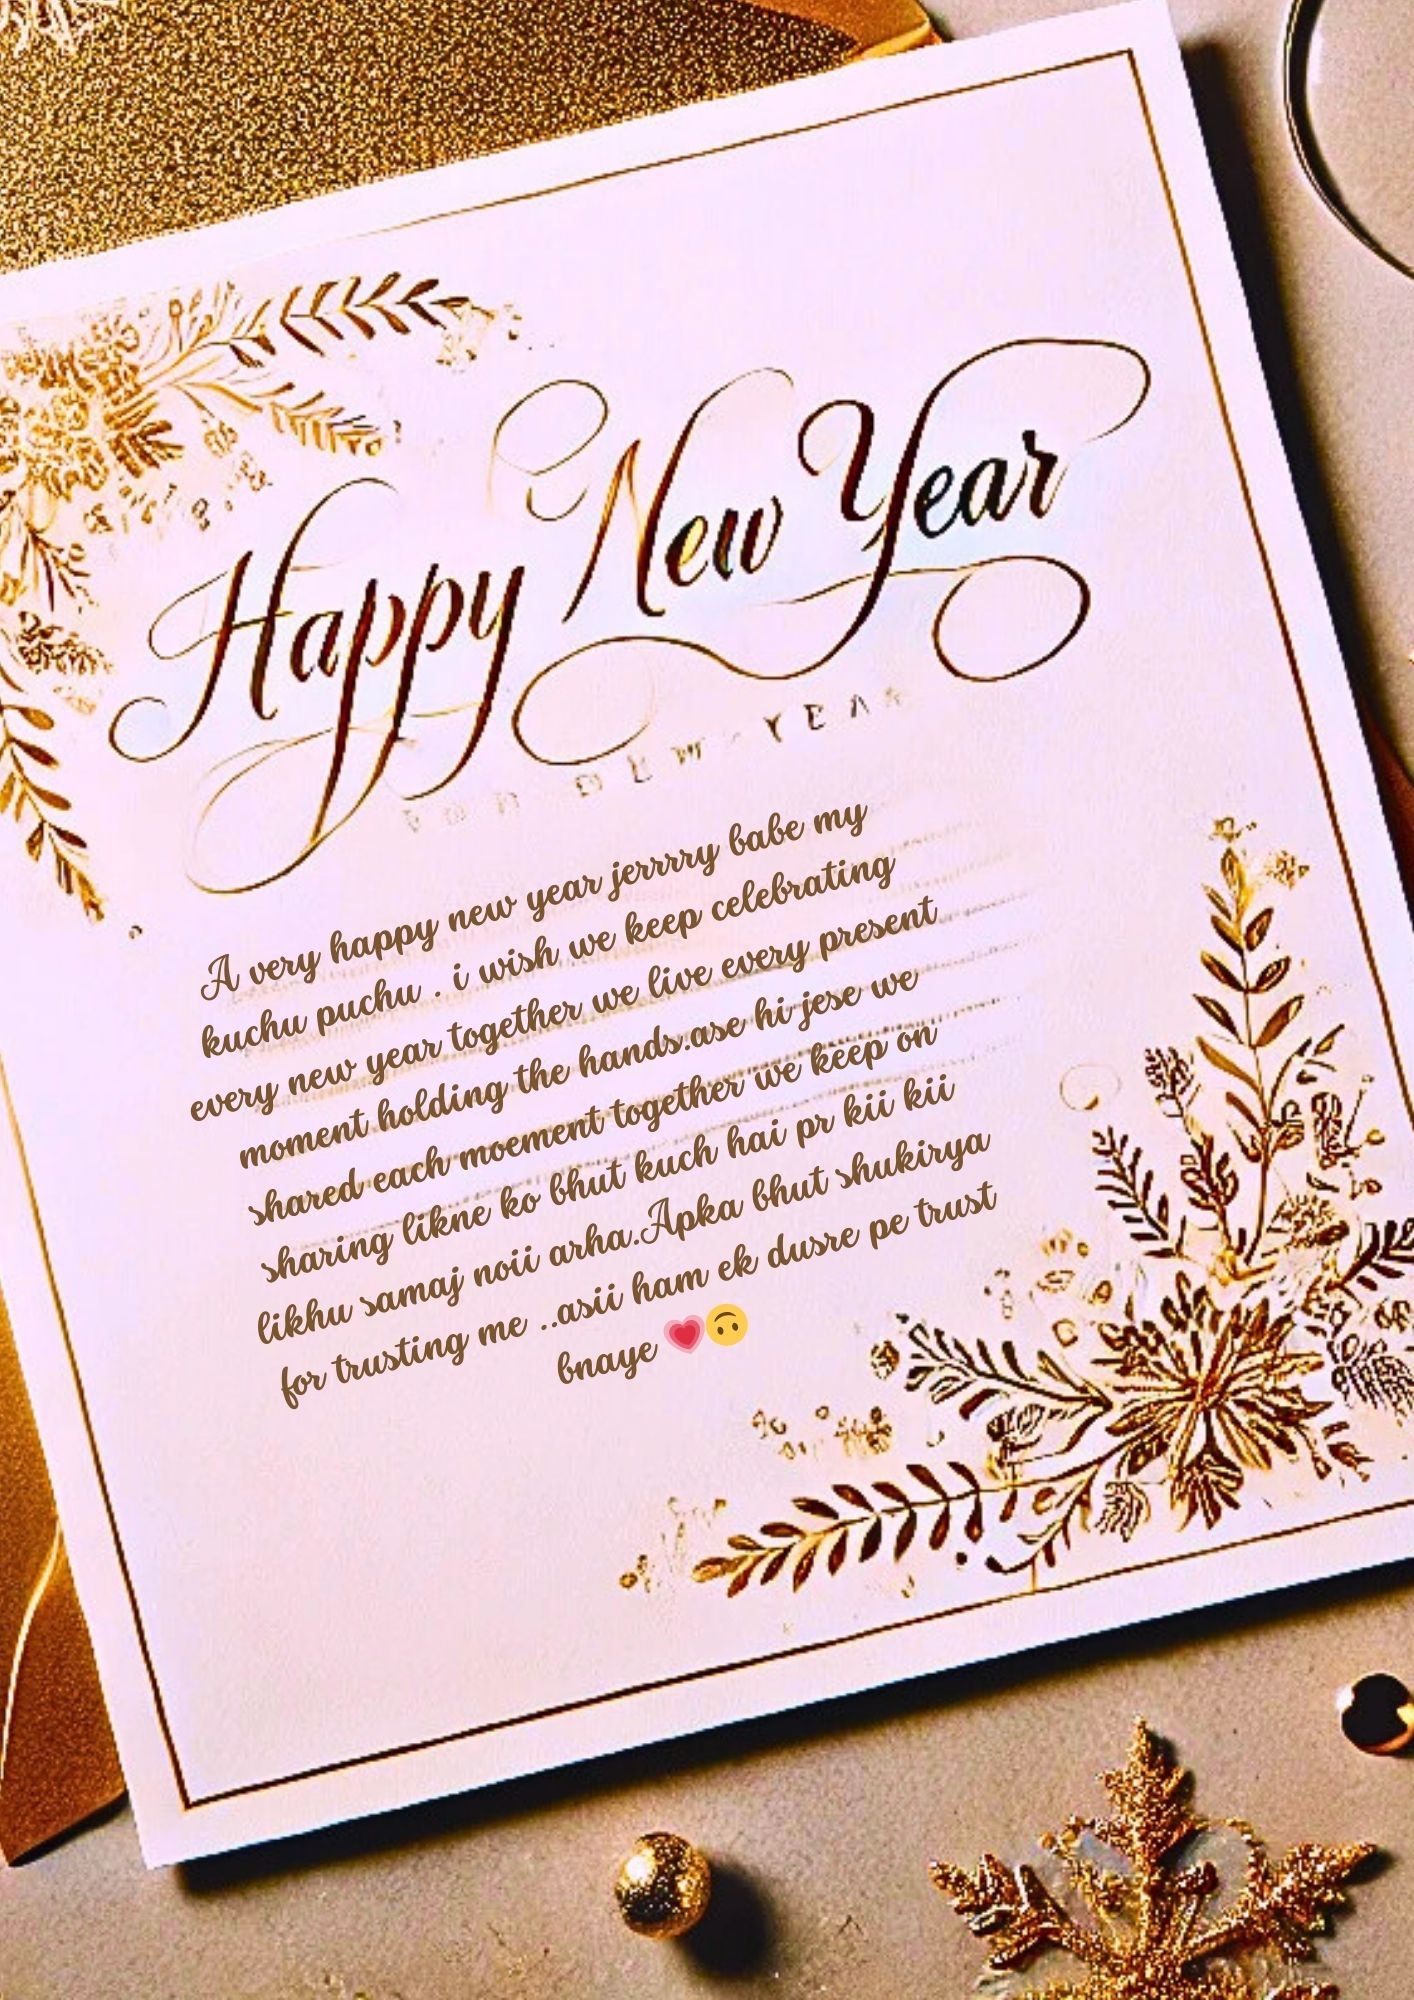 Happy New Year
A very happy new year jerrrry babe my
kuchu puchu . i wish we keep celebrating
every new year together we live every present
moment holding the hands.ase hi jese we
shared each moement together we keep on
sharing likne ko bhut kuch hai pr kii kii
likhu samaj noii arha.Apka bhut shukirya
for trusting me ..asii ham ek dusre pe trust
bnaye 💗🙃